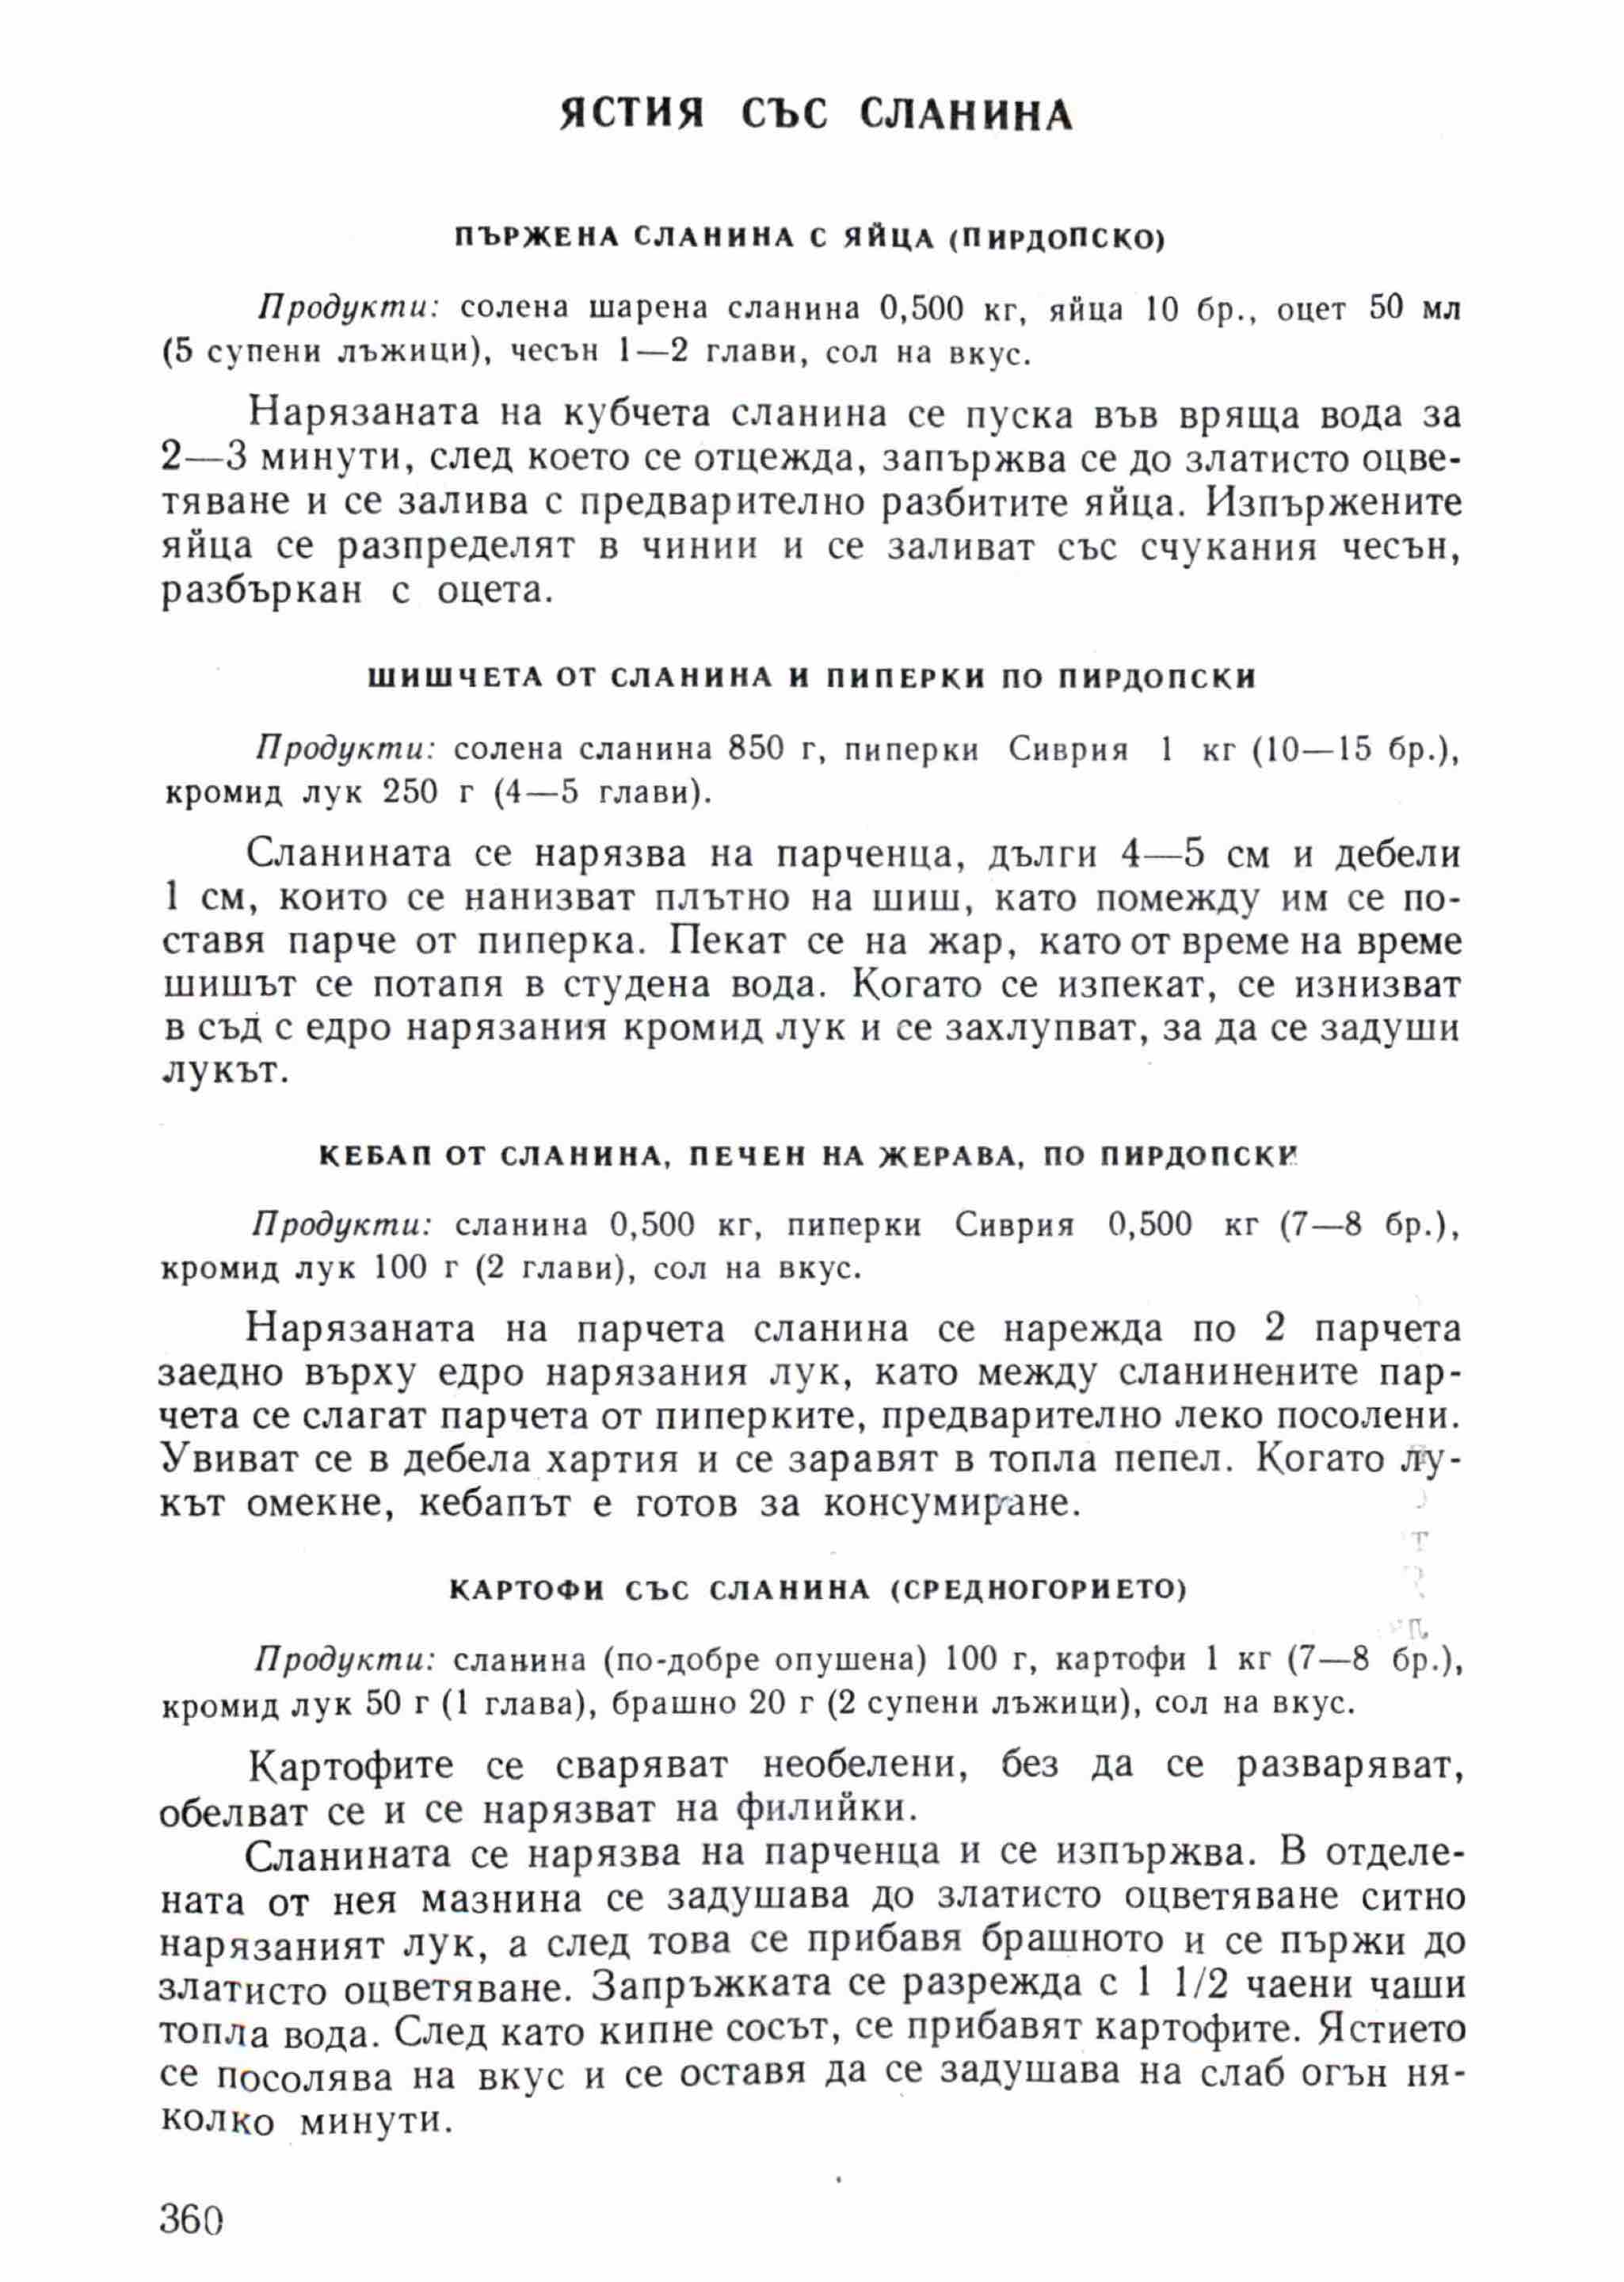 ЯСТИЯ СЪС СЛАНИНА
ПЪРЖЕНА СЛАНИНА С ЯЙЦА (ПИРДОПСКО)
Продукти: солена шарена сланина 0,500 кг, яйца 10 бр., оцет 50 мл
(5 супени лъжици), чесън 1—2 глави, сол на вкус.
Нарязаната на кубчета сланина се пуска във вряща вода за
2—3 минути, след което се отцежда, запържва се до златисто оцве-
тяване и се залива с предварително разбитите яйца. Изпържените
яйца се разпределят в чинии и се заливат със счукания чесън,
разбъркан с оцета.
ШИШЧЕТА ОТ СЛАНИНА И ПИПЕРКИ ПО ПИРДОПСКИ
Продукти: солена сланина 850 г, пиперки Сиврия 1 кг (10—15 бр.),
кромид лук 250 г (4—5 глави).
Сланината се нарязва на парченца, дълги 4—5 см и дебели
1 см, които се нанизват плътно на шиш, като помежду им се по-
ставя парче от пиперка. Пекат се на жар, като от време на време
шишът се потапя в студена вода. Когато се изпекат, се изнизват
в съд с едро нарязания кромид лук и се захлупват, за да се задуши
лукът.
КЕБАП ОТ СЛАНИНА, ПЕЧЕН НА ЖЕРАВА, ПО ПИРДОПСКИ
Продукти: сланина 0,500 кг, пиперки Сиврия 0,500 кг (7—8 бр.),
кромид лук 100 г (2 глави), сол на вкус.
Нарязаната на парчета сланина се нарежда по 2 парчета
заедно върху едро нарязания лук, като между сланинените пар-
чета се слагат парчета от пиперките, предварително леко посолени.
Увиват се в дебела хартия и се заравят в топла пепел. Когато лу-
кът омекне, кебапът е готов за консумиране.
КАРТОФИ СЪС СЛАНИНА (СРЕДНОГОРИЕТО)
Продукти: сланина (по-добре опушена) 100 г, картофи 1 кг (7—8 бр.),
кромид лук 50 г (1 глава), брашно 20 г (2 супени лъжици), сол на вкус.
Картофите се сваряват необелени, без да се разваряват,
обелват се и се нарязват на филийки.
Сланината се нарязва на парченца и се изпържва. В отделе-
ната от нея мазнина се задушава до златисто оцветяване ситно
нарязаният лук, а след това се прибавя брашното и се пържи до
златисто оцветяване. Запръжката се разрежда с 1 1/2 чаени чаши
топла вода. След като кипне сосът, се прибавят картофите. Ястието
се посолява на вкус и се оставя да се задушава на слаб огън ня-
колко минути.
360